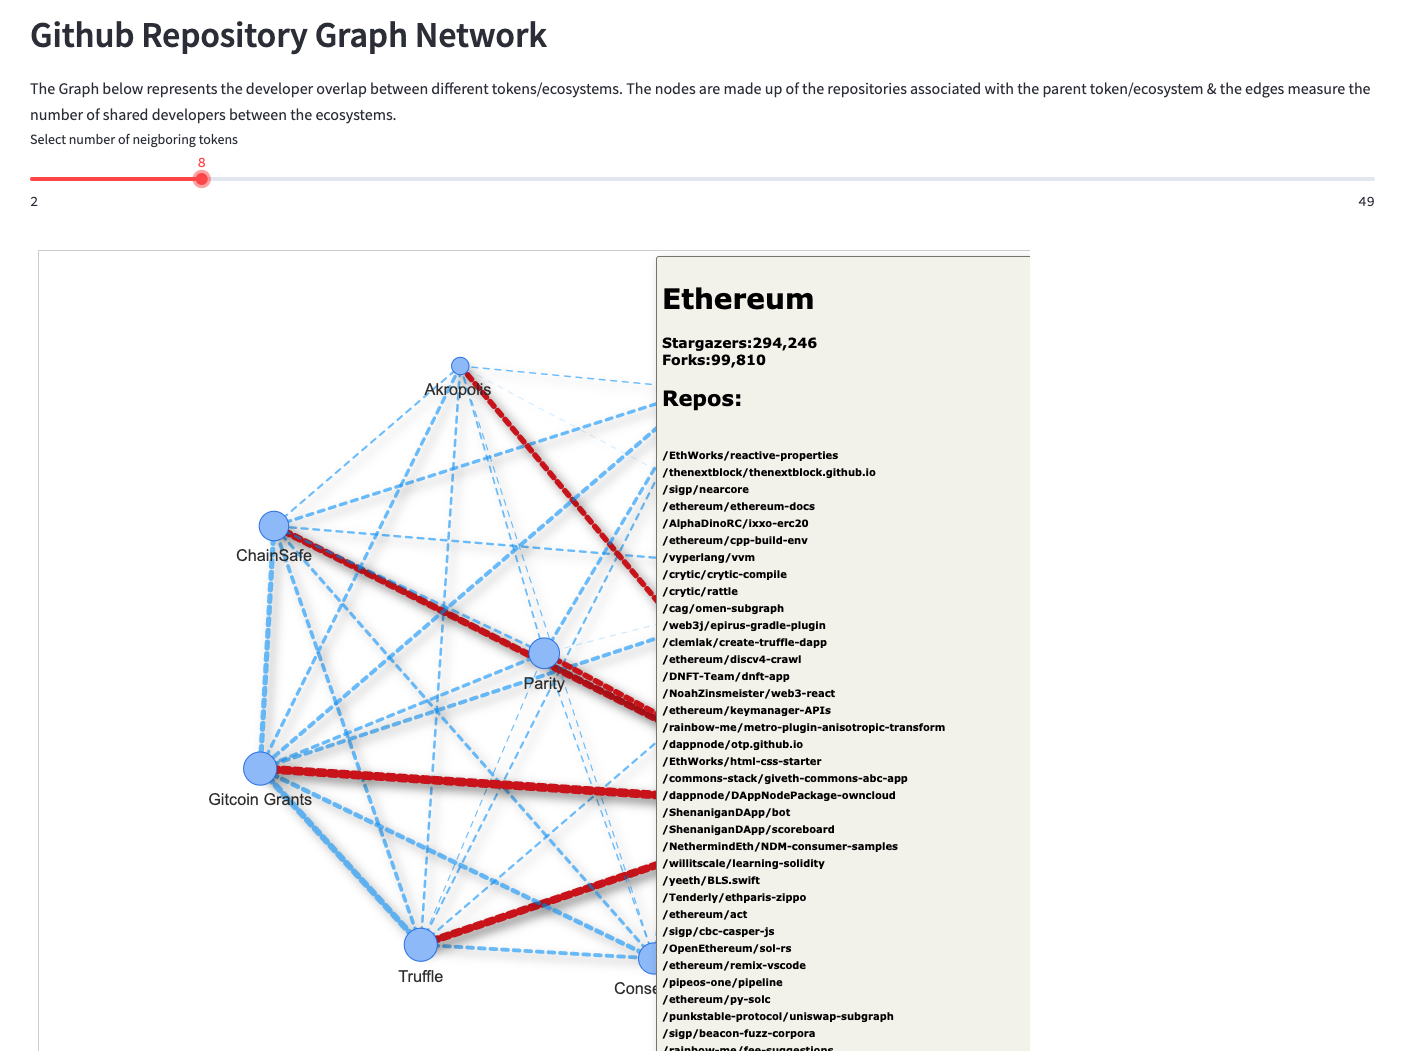 Github Repository Graph Network
The Graph below represents the developer overlap between different tokens/ecosystems. The nodes are made up of the repositories associated with the parent token/ecosystem & the edges measure the
number of shared developers between the ecosystems.
Select number of neigboring tokens
8
2
49
Ethereum
Stargazers:294,246
Forks:99,810
Repos:
/EthWorks/reactive-properties
/thenextblock/thenextblock.github.io
/sigp/nearcore
/ethereum/ethereum-docs
/AlphaDinoRC/ixxo-erc20
/ethereum/cpp-build-env
/vyperlang/vvm
/crytic/crytic-compile
/crytic/rattle
/cag/omen-subgraph
/web3j/epirus-gradle-plugin
/clemlak/create-truffle-dapp
/ethereum/discv4-crawl
/DNFT-Team/dnft-app
/NoahZinsmeister/web3-react
/ethereum/keymanager-APIs
/rainbow-me/metro-plugin-anisotropic-transform
/dappnode/otp.github.io
/EthWorks/html-css-starter
/commons-stack/giveth-commons-abc-app
/dappnode/DAppNodePackage-owncloud
/ShenaniganDApp/bot
/ShenaniganDApp/scoreboard
/NethermindEth/NDM-consumer-samples
/willitscale/learning-solidity
/yeeth/BLS.swift
/Tenderly/ethparis-zippo
/ethereum/act
/sigp/cbc-casper-js
/OpenEthereum/sol-rs
/ethereum/remix-vscode
/pipeos-one/pipeline
/ethereum/py-solc
/punkstable-protocol/uniswap-subgraph
/sigp/beacon-fuzz-corpora
/rainbow-me/fee-suggestions
Akropolis
ChainSafe
Parity
Gitcoin Grants
Truffle
Conse